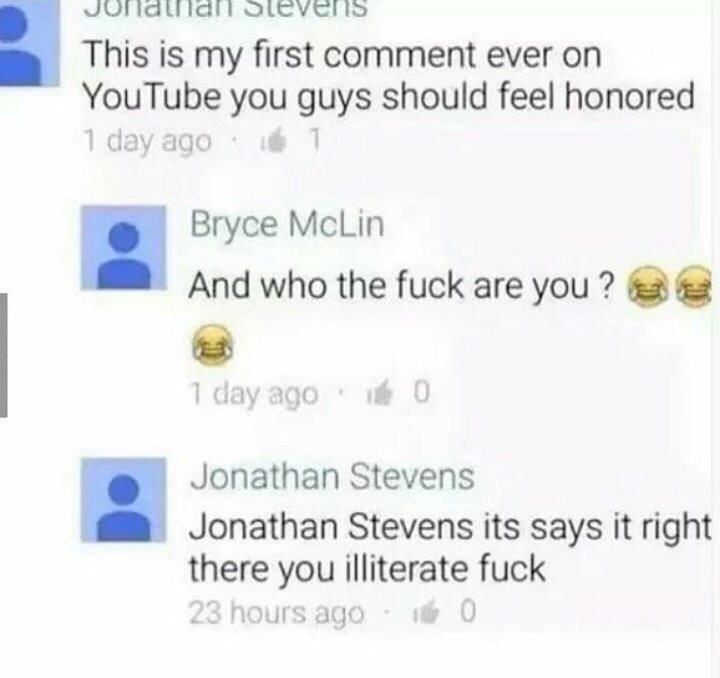 Jonathan Stevens
This is my first comment ever on
YouTube you guys should feel honored
1 day ago · 1
Bryce McLin
And who the fuck are you ? 😂😂
😂
1 day ago · 0
Jonathan Stevens
Jonathan Stevens its says it right
there you illiterate fuck
23 hours ago · 0